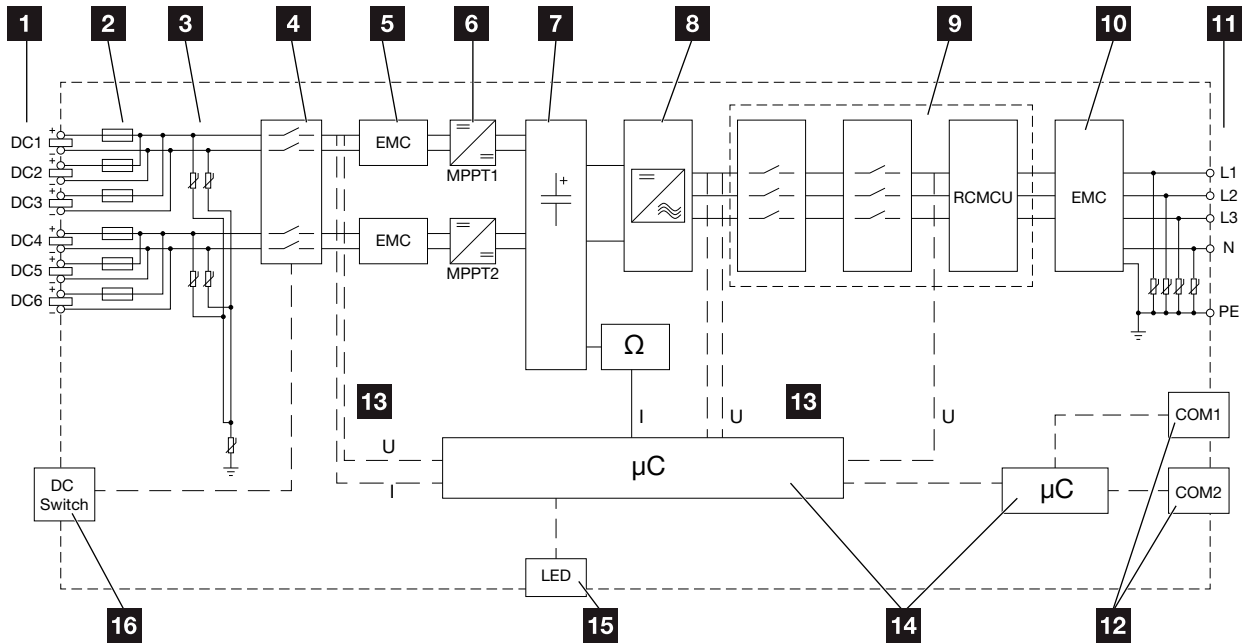 1 2 3 4 5 6 7 8 9 10 11
+
DC1
−
+
DC2
−
+
DC3
−
+
DC4
−
+
DC5
−
+
DC6
−
EMC
MPPT1
EMC
MPPT2
+
RCMCU
EMC
L1
L2
L3
N
PE
Ω
13
13
U
I
I
U
U
µC
µC
COM1
COM2
DC
Switch
LED
16 15 14 12